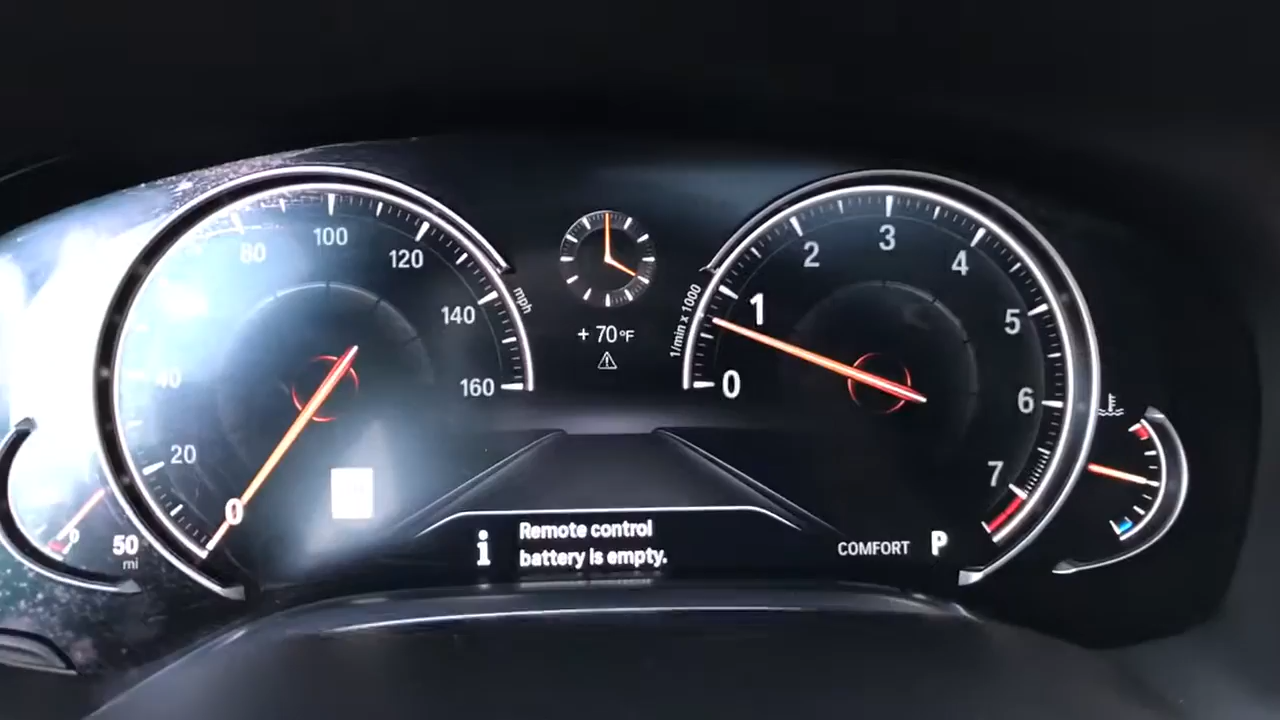 20
40
80
100
120
140
160
mph
0
50
mi
+ 70°F
1/min x 1000
0
1
2
3
4
5
6
7
Remote control
battery is empty.
COMFORT P